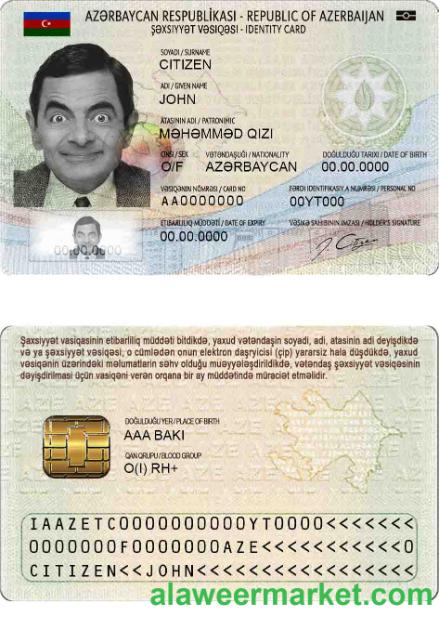 AZƏRBAYCAN RESPUBLİKASI - REPUBLIC OF AZERBAIJAN
ŞƏXSİYYƏT VƏSİQƏSİ - IDENTITY CARD
SOYADI / SURNAME
CITIZEN
ADI / GIVEN NAME
JOHN
ATASININ ADI / PATRONIMIC
MƏHƏMMƏD QIZI
CİNSİ / SEX VƏTƏNDAŞLIĞI / NATIONALITY DOĞULDUĞU TARİXİ / DATE OF BIRTH
Q/F AZƏRBAYCAN 00.00.0000
VƏSİQƏNİN NÖMRƏSİ / CARD NO FƏRDİ İDENTİFİKASİYA NÖMRƏSİ / PERSONAL NO
AA0000000 00YT000
ETİBARLILIQ MÜDDƏTİ / DATE OF EXPIRY VƏSİQƏ SAHİBİNİN İMZASI / HOLDER'S SIGNATURE
00.00.0000 J. Citizen
00.00.0000
Şəxsiyyət vəsiqəsinin etibarlılıq müddəti bitdikdə, yaxud vətəndaşın soyadı, adı, atasının adı dəyişdikdə
və ya şəxsiyyət vəsiqəsi, o cümlədən onun elektron daşıyıcısı (çip) yararsız hala düşdükdə, yaxud
vəsiqənin üzərindəki məlumatların səhv olduğu müəyyələşdirildikdə, vətəndaş şəxsiyyət vəsiqəsinin
dəyişdirilməsi üçün vəsiqəni verən orqana bir ay müddətində müraciət etməlidir.
DOĞULDUĞU YER / PLACE OF BIRTH
AAA BAKI
QAN QRUPU / BLOOD GROUP
O(I) RH+
IAAZETC0000000000YT0000<<<<<<<
0000000F0000000AZE<<<<<<<<<<<0
CITIZEN<<JOHN<<<<<<<<<<<<<<<<<
alaweermarket.com